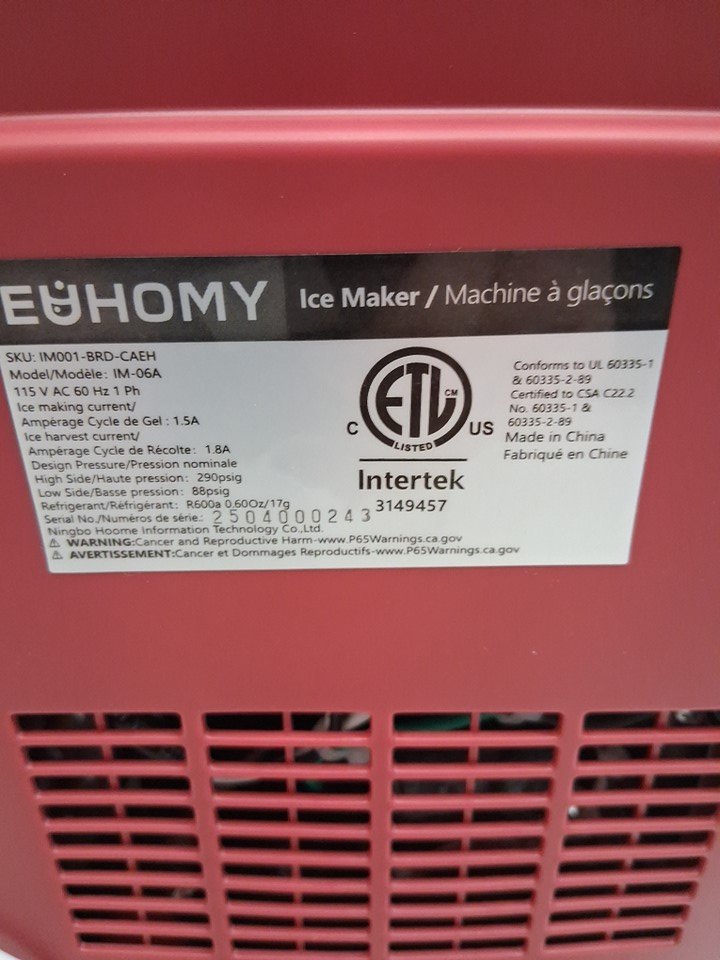 EUHOMY Ice Maker / Machine à glaçons
SKU: IM001-BRD-CAEH
Model/Modèle: IM-06A
115 V AC 60 Hz 1 Ph
Ice making current/
Ampérage Cycle de Gel : 1.5A
Ice harvest current/
Ampérage Cycle de Récolte : 1.8A
Design Pressure/Pression nominale
High Side/Haute pression : 290psig
Low Side/Basse pression : 88psig
Refrigerant/Réfrigérant : R600a 0.60Oz/17g
Serial No./Numéros de série.: 2504000243
Ningbo Hoome Information Technology Co.,Ltd.
⚠ WARNING:Cancer and Reproductive Harm-www.P65Warnings.ca.gov
⚠ AVERTISSEMENT:Cancer et Dommages Reproductifs-www.P65Warnings.ca.gov
ETL CM
C US
LISTED
Intertek
3149457
Conforms to UL 60335-1
& 60335-2-89
Certified to CSA C22.2
No. 60335-1 &
60335-2-89
Made in China
Fabriqué en Chine